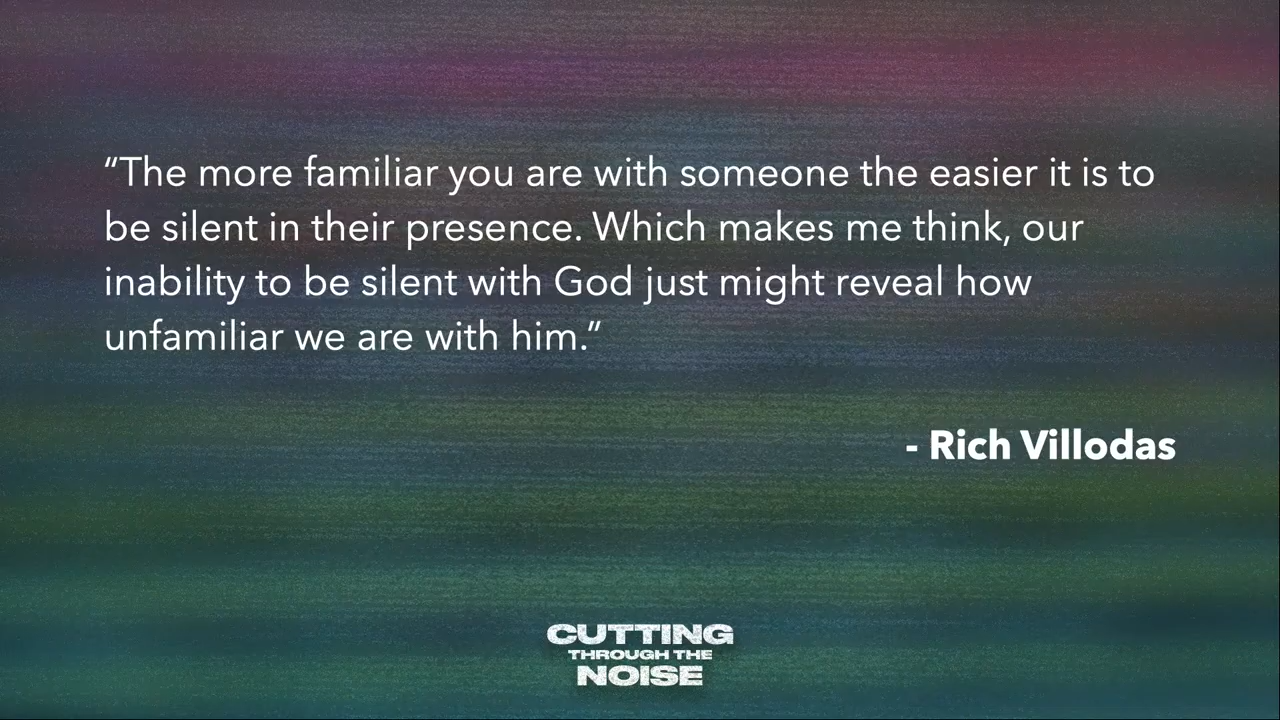 “The more familiar you are with someone the easier it is to
be silent in their presence. Which makes me think, our
inability to be silent with God just might reveal how
unfamiliar we are with him.”
- Rich Villodas
CUTTING
THROUGH THE
NOISE